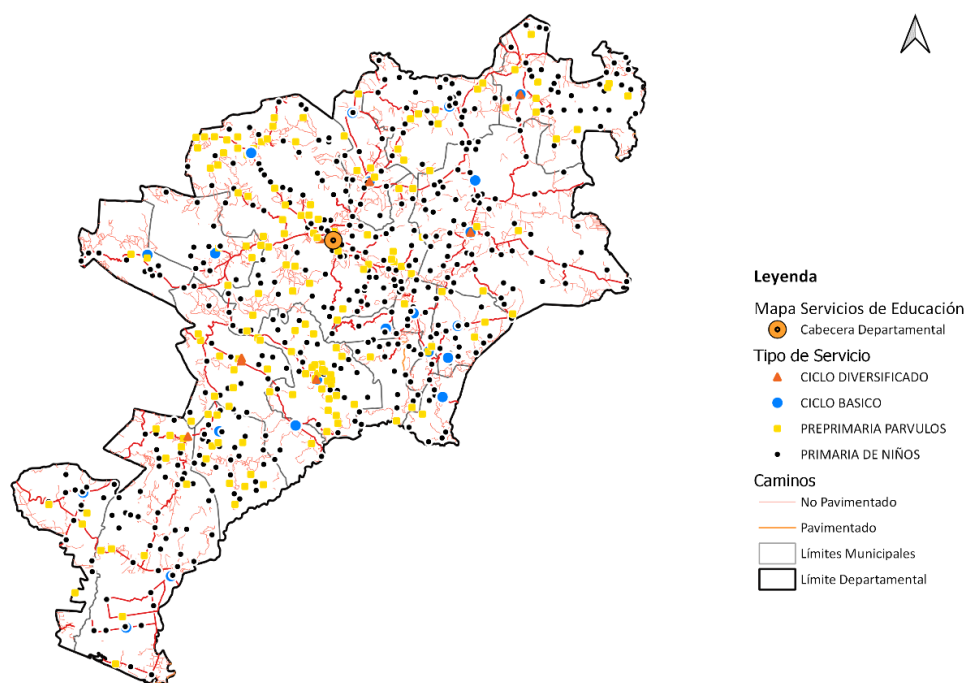 Leyenda
Mapa Servicios de Educación
Cabecera Departamental
Tipo de Servicio
CICLO DIVERSIFICADO
CICLO BASICO
PREPRIMARIA PARVULOS
PRIMARIA DE NIÑOS
Caminos
No Pavimentado
Pavimentado
Límites Municipales
Límite Departamental